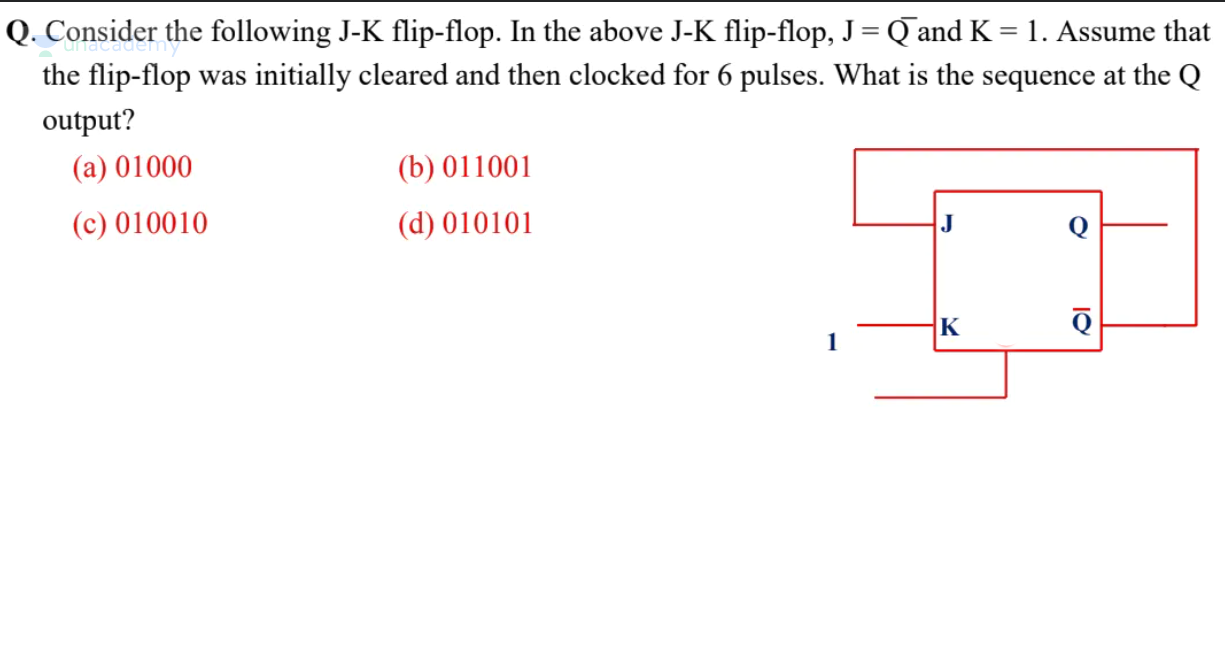 Q. Consider the following J-K flip-flop. In the above J-K flip-flop, J = Q̅ and K = 1. Assume that
unacademy
the flip-flop was initially cleared and then clocked for 6 pulses. What is the sequence at the Q
output?
(a) 01000 (b) 011001
(c) 010010 (d) 010101
J Q
K Q̅
1